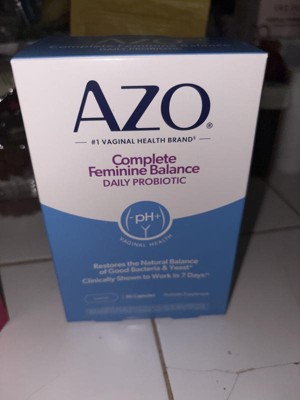 AZO®
#1 VAGINAL HEALTH BRAND‡
Complete
Feminine Balance
DAILY PROBIOTIC
-pH+
VAGINAL HEALTH
Restores the Natural Balance
of Good Bacteria & Yeast*
Clinically Shown to Work in 7 Days*
Capsules